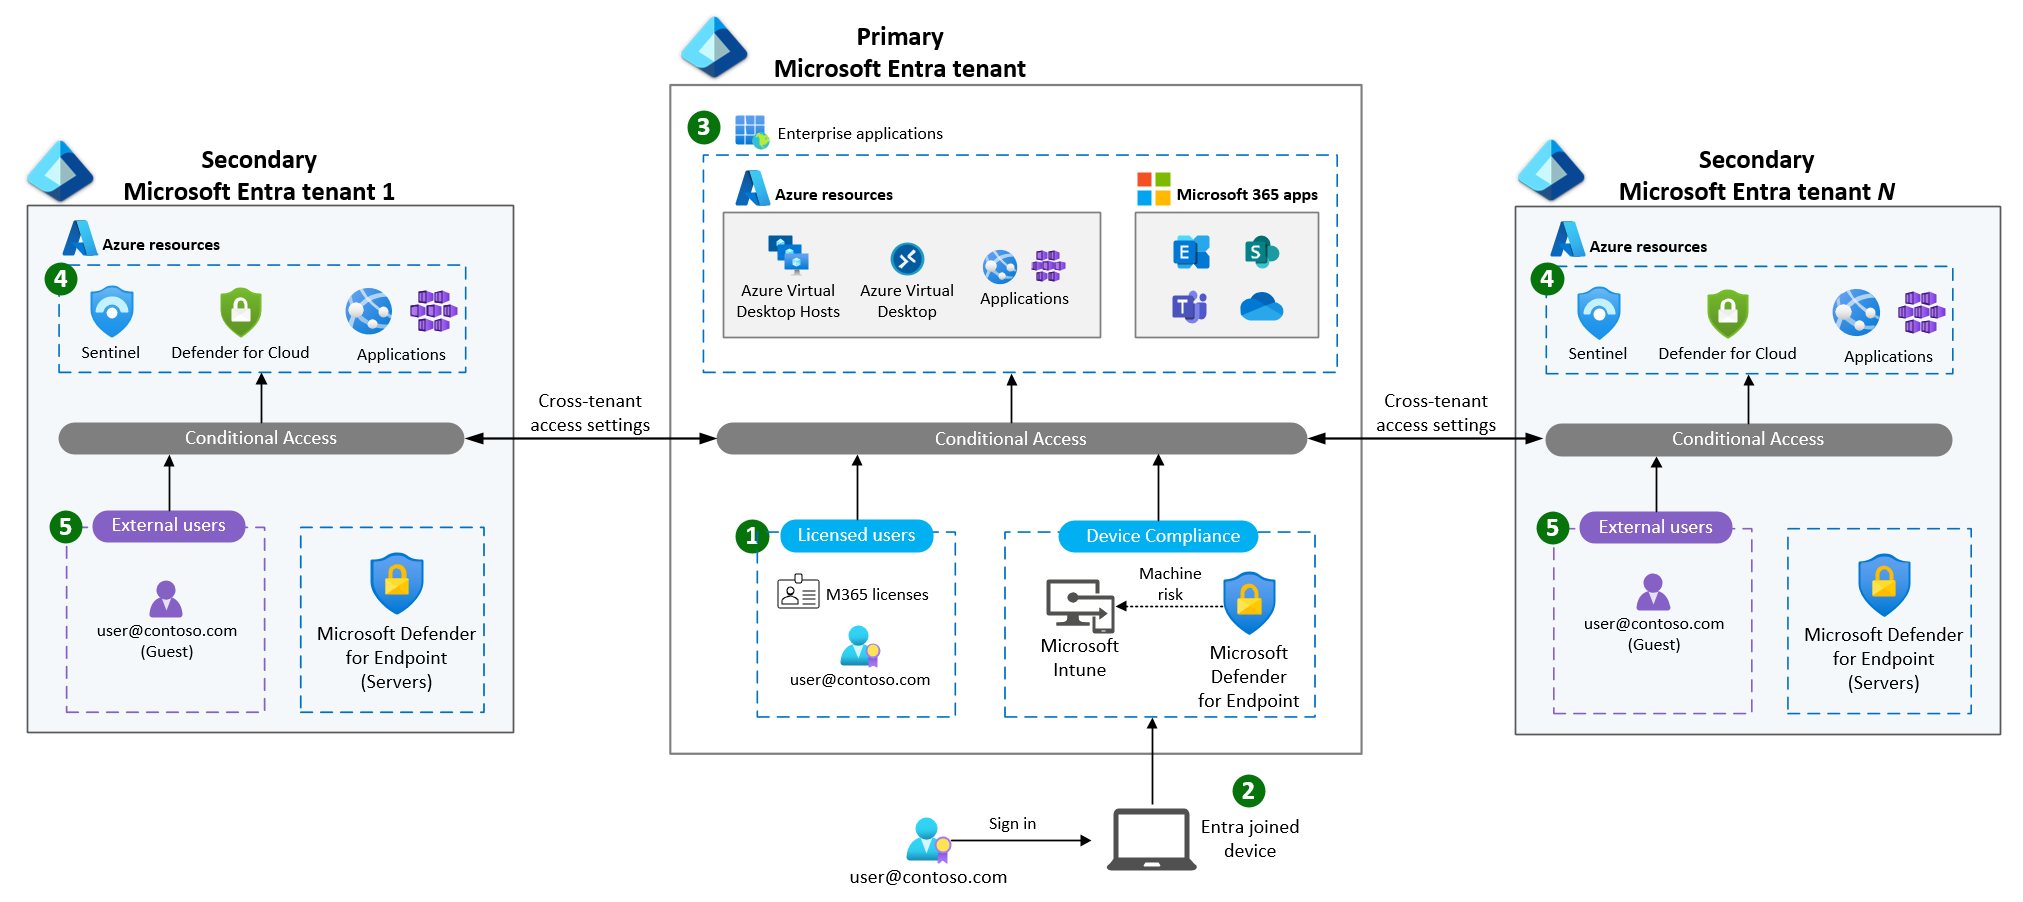 Primary
Microsoft Entra tenant
3
Enterprise applications
Azure resources
Azure Virtual
Desktop Hosts
Azure Virtual
Desktop
Applications
Microsoft 365 apps
E
S
T
Conditional Access
1
Licensed users
M365 licenses
user@contoso.com
Device Compliance
Machine
risk
Microsoft
Intune
Microsoft
Defender
for Endpoint
Sign in
user@contoso.com
2
Entra joined
device
Secondary
Microsoft Entra tenant 1
Azure resources
4
Sentinel
Defender for Cloud
Applications
Conditional Access
5
External users
user@contoso.com
(Guest)
Microsoft Defender
for Endpoint
(Servers)
Cross-tenant
access settings
Cross-tenant
access settings
Secondary
Microsoft Entra tenant N
Azure resources
4
Sentinel
Defender for Cloud
Applications
Conditional Access
5
External users
user@contoso.com
(Guest)
Microsoft Defender
for Endpoint
(Servers)